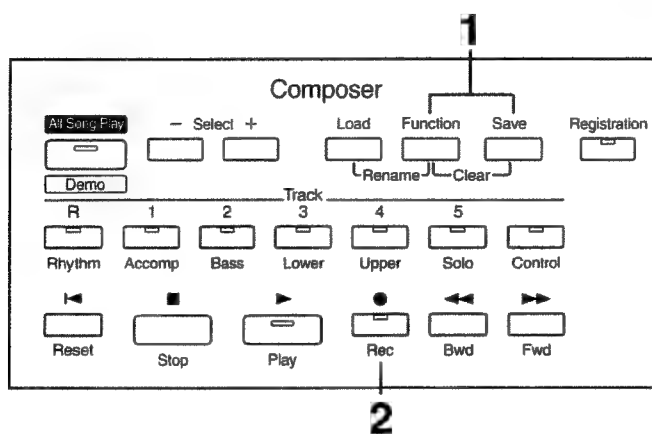 1
Composer
All Song Play
− Select +
Load
Function
Save
Registration
Demo
Rename
Clear
Track
R 1 2 3 4 5
Rhythm Accomp Bass Lower Upper Solo Control
Reset Stop Play Rec Bwd Fwd
2